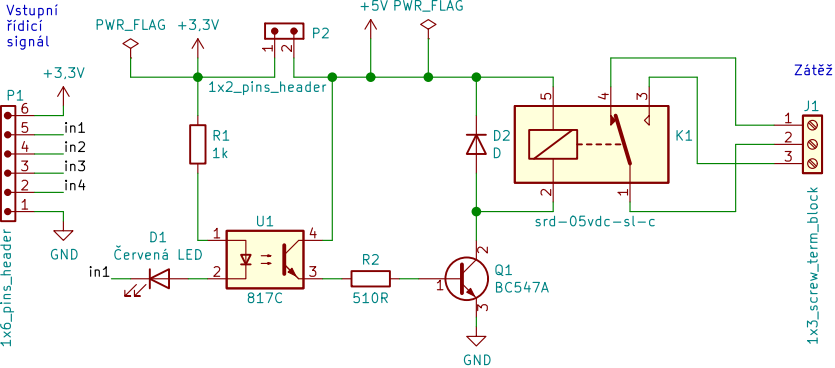 Vstupní
řídicí
signál
PWR_FLAG
+3,3V
P2
1
2
1x2_pins_header
+5V
PWR_FLAG
Zátěž
+3,3V
P1
6
5
4
3
2
1
in1
in2
in3
in4
GND
1x6_pins_header
R1
1k
U1
1
2
4
3
817C
D1
Červená LED
in1
R2
510R
D2
D
Q1
BC547A
1
2
3
GND
5
4
3
2
1
K1
srd-05vdc-sl-c
J1
1
2
3
1x3_screw_term_block